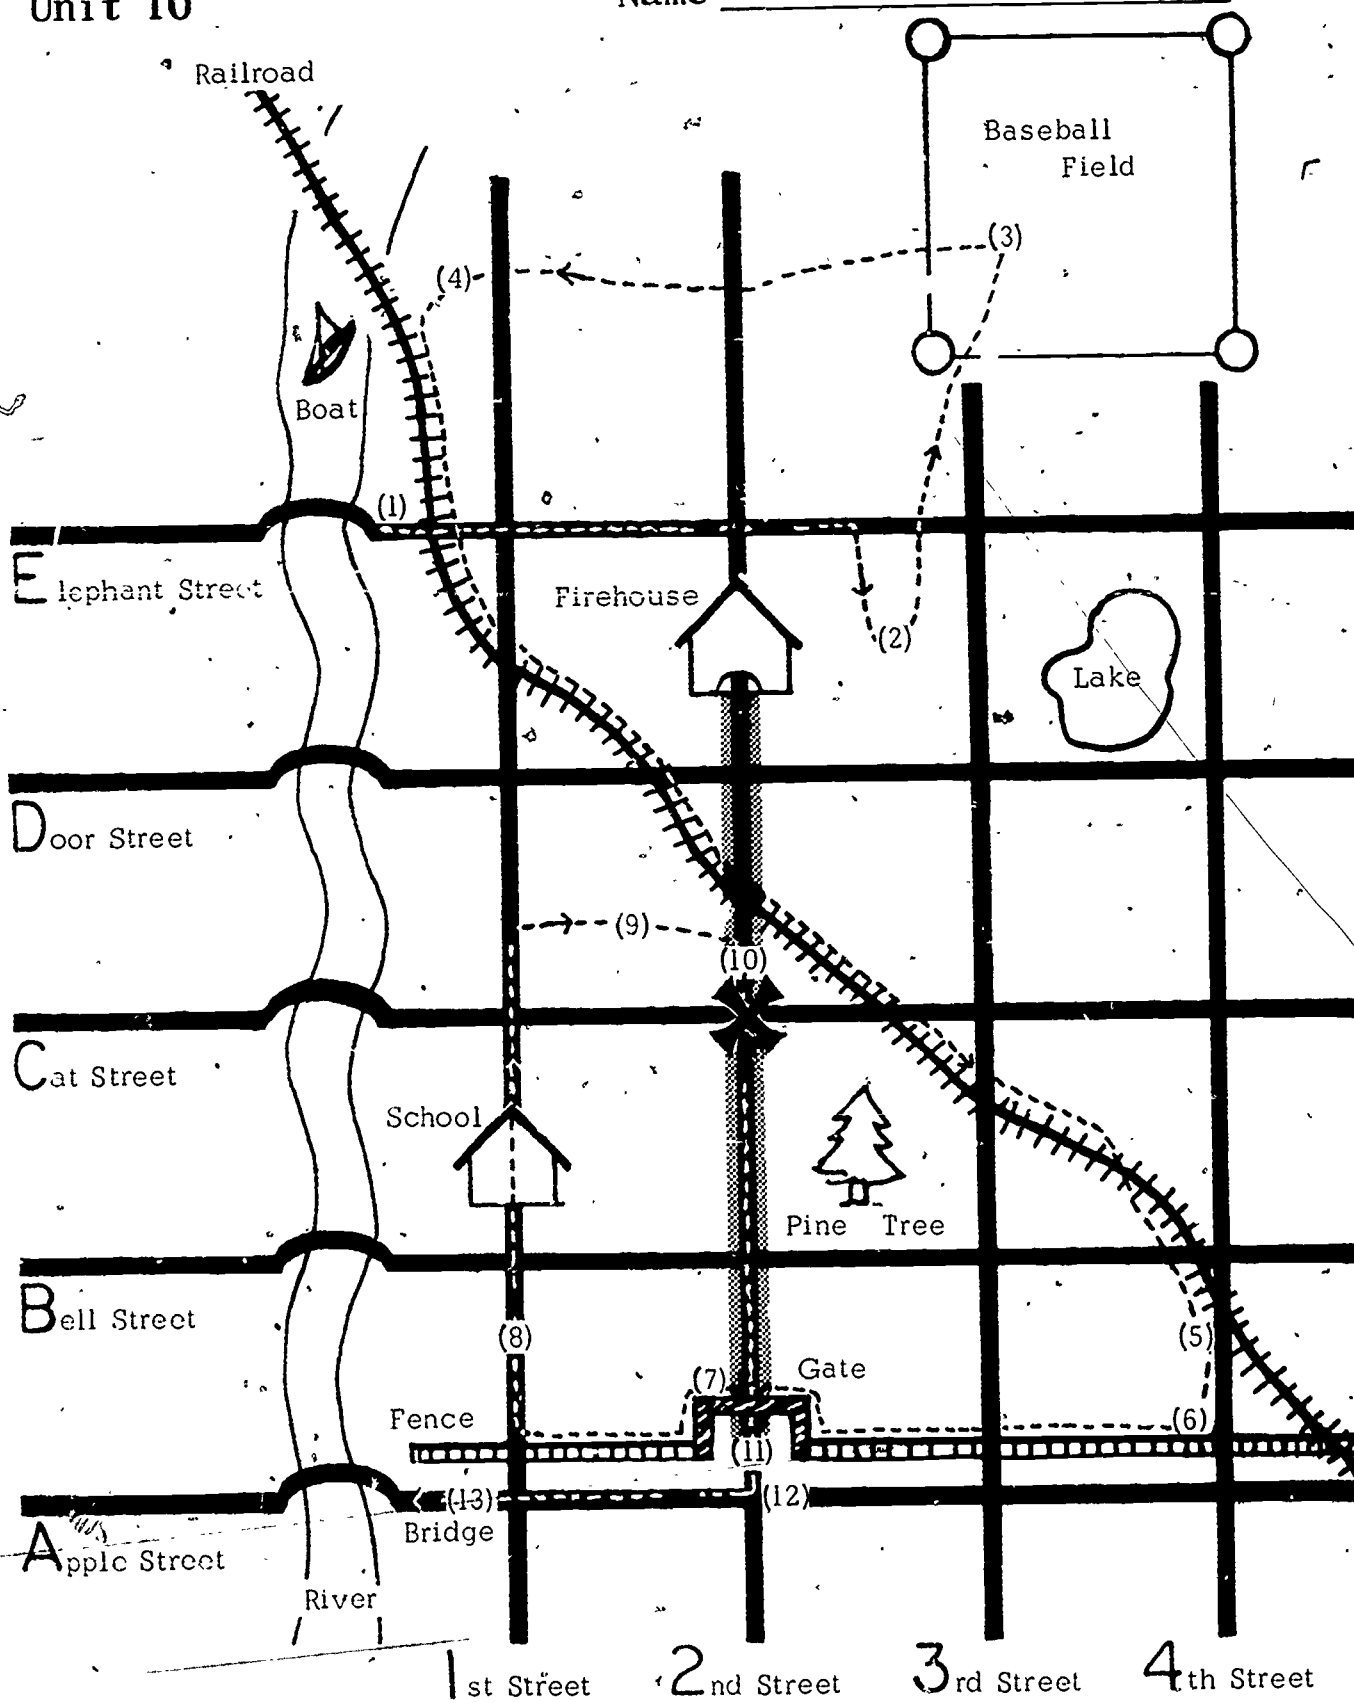 Unit 10
Name
Railroad
Baseball
Field
(3)
(4)
Boat
(1)
Elephant Street
Firehouse
(2)
Lake
Door Street
(9)
(10)
Cat Street
School
Pine Tree
Bell Street
(8)
(5)
(7)
Gate
Fence
(6)
(11)
(13)
(12)
Bridge
Apple Street
River
1st Street
2nd Street
3rd Street
4th Street